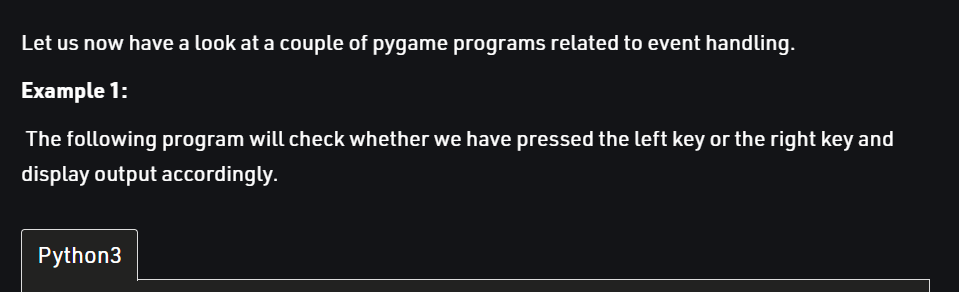 Let us now have a look at a couple of pygame programs related to event handling.
Example 1:
The following program will check whether we have pressed the left key or the right key and
display output accordingly.
Python3